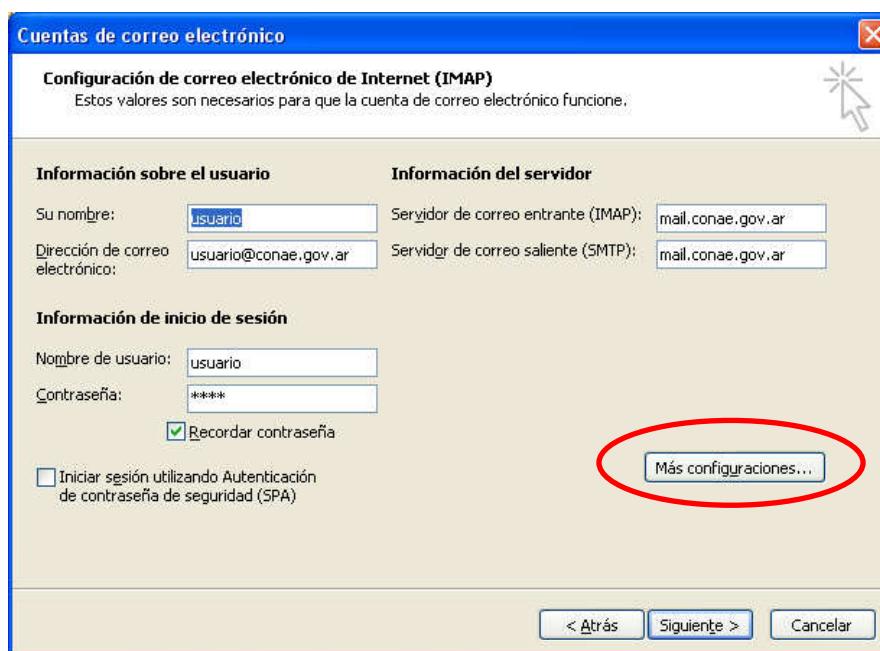 Cuentas de correo electrónico
Configuración de correo electrónico de Internet (IMAP)
Estos valores son necesarios para que la cuenta de correo electrónico funcione.
Información sobre el usuario
Su nombre:
usuario
Dirección de correo
electrónico:
usuario@conae.gov.ar
Información del servidor
Servidor de correo entrante (IMAP):
mail.conae.gov.ar
Servidor de correo saliente (SMTP):
mail.conae.gov.ar
Información de inicio de sesión
Nombre de usuario:
usuario
Contraseña:
****
Recordar contraseña
Iniciar sesión utilizando Autenticación
de contraseña de seguridad (SPA)
Más configuraciones...
< Atrás
Siguiente >
Cancelar